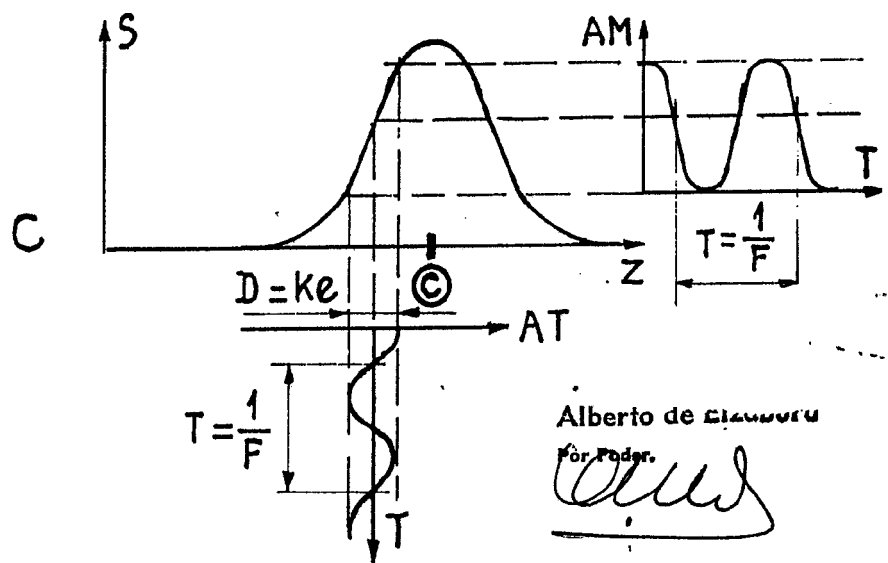 S
AM
T
C
Z
T = 1/F
D = Ke
©
AT
T = 1/F
T
Alberto de
Por Poder.